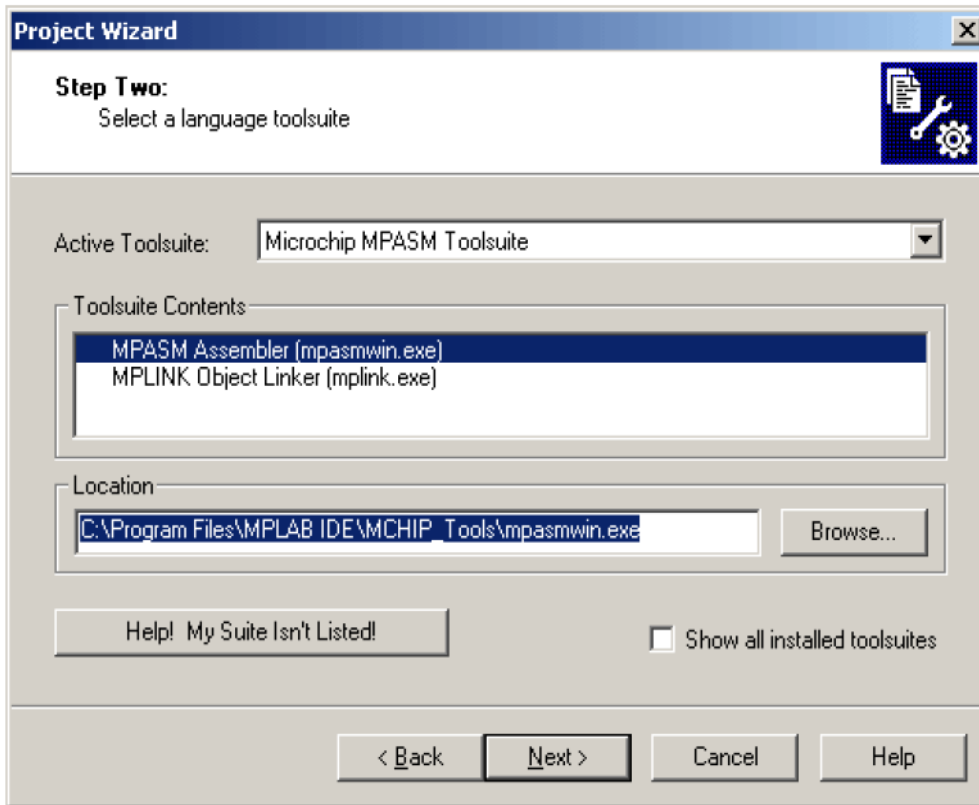 Project Wizard
Step Two:
Select a language toolsuite
Active Toolsuite: Microchip MPASM Toolsuite
Toolsuite Contents
MPASM Assembler (mpasmwin.exe)
MPLINK Object Linker (mplink.exe)
Location
C:\Program Files\MPLAB IDE\MCHIP_Tools\mpasmwin.exe Browse...
Help! My Suite Isn't Listed! Show all installed toolsuites
< Back Next > Cancel Help